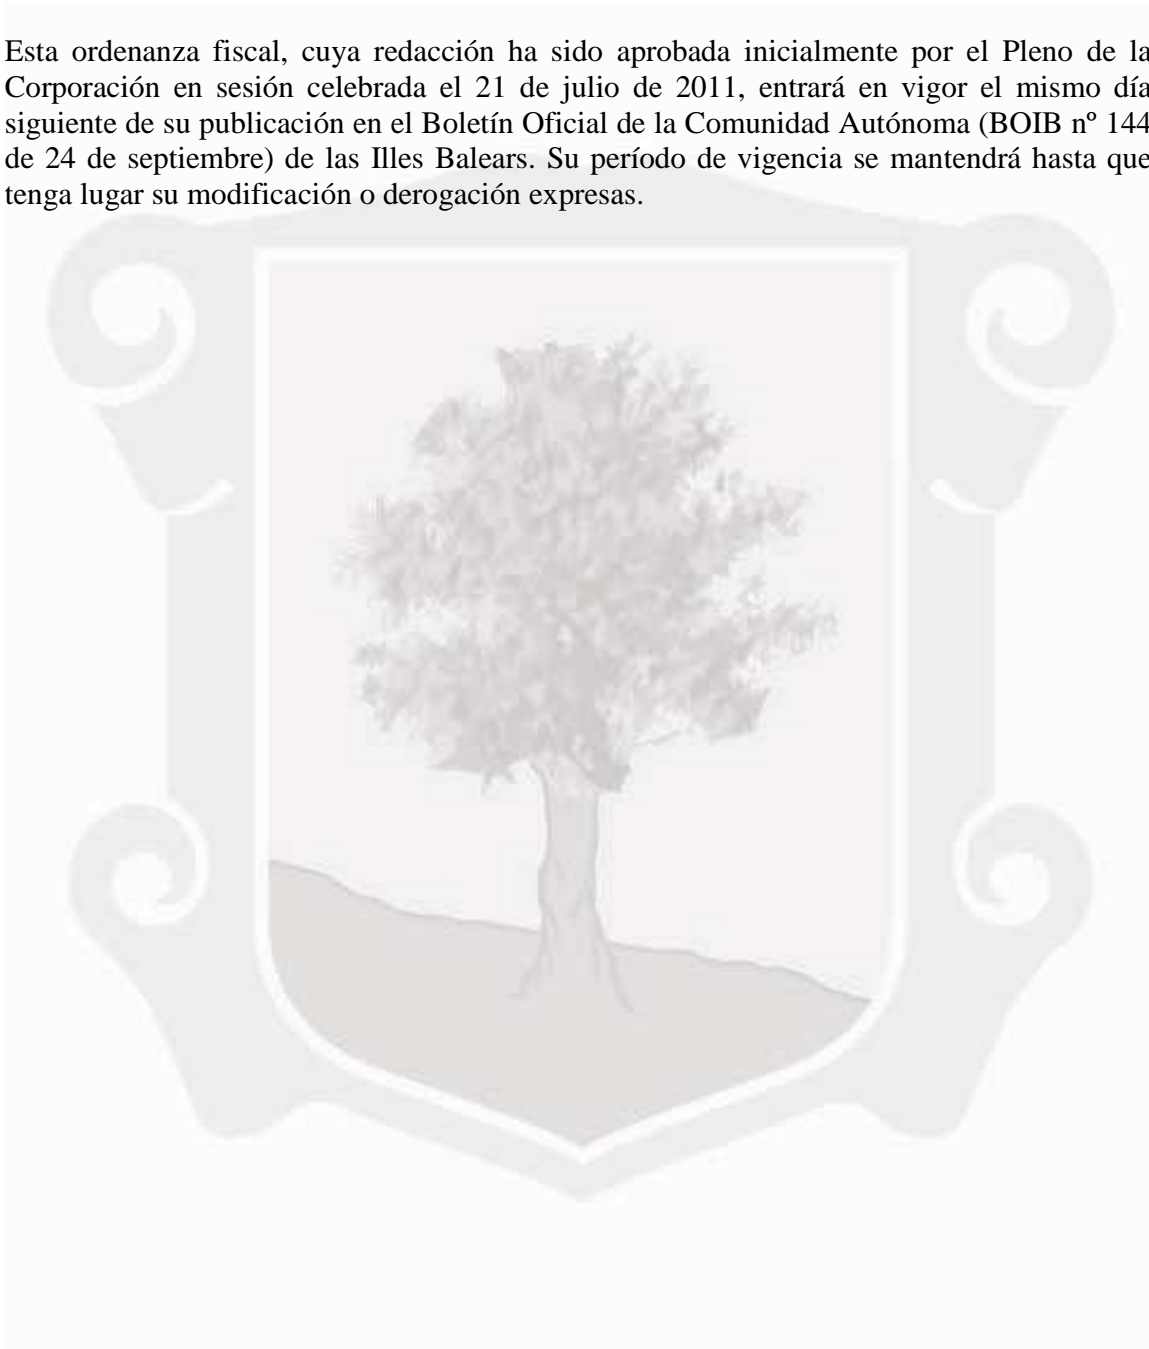 Esta ordenanza fiscal, cuya redacción ha sido aprobada inicialmente por el Pleno de la
Corporación en sesión celebrada el 21 de julio de 2011, entrará en vigor el mismo día
siguiente de su publicación en el Boletín Oficial de la Comunidad Autónoma (BOIB nº 144
de 24 de septiembre) de las Illes Balears. Su período de vigencia se mantendrá hasta que
tenga lugar su modificación o derogación expresas.